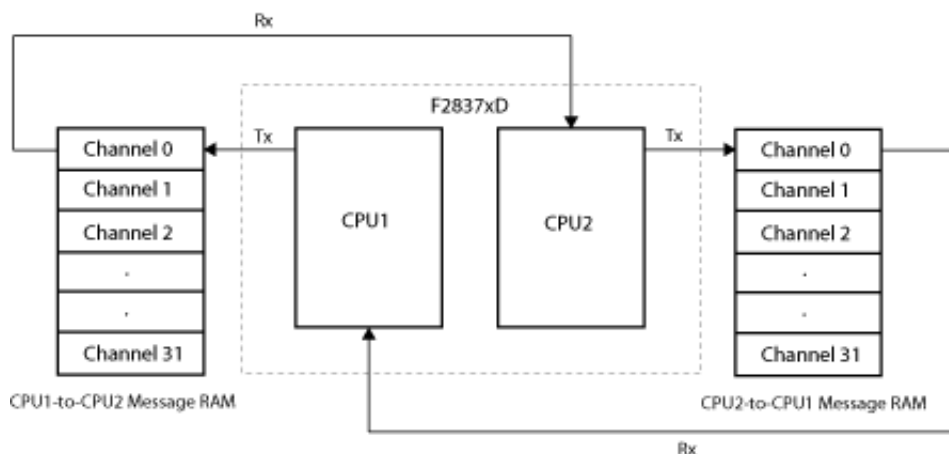 Rx
F2837xD
Channel 0
Channel 1
Channel 2
.
.
Channel 31
CPU1-to-CPU2 Message RAM
Tx
CPU1
CPU2
Tx
Channel 0
Channel 1
Channel 2
.
.
Channel 31
CPU2-to-CPU1 Message RAM
Rx